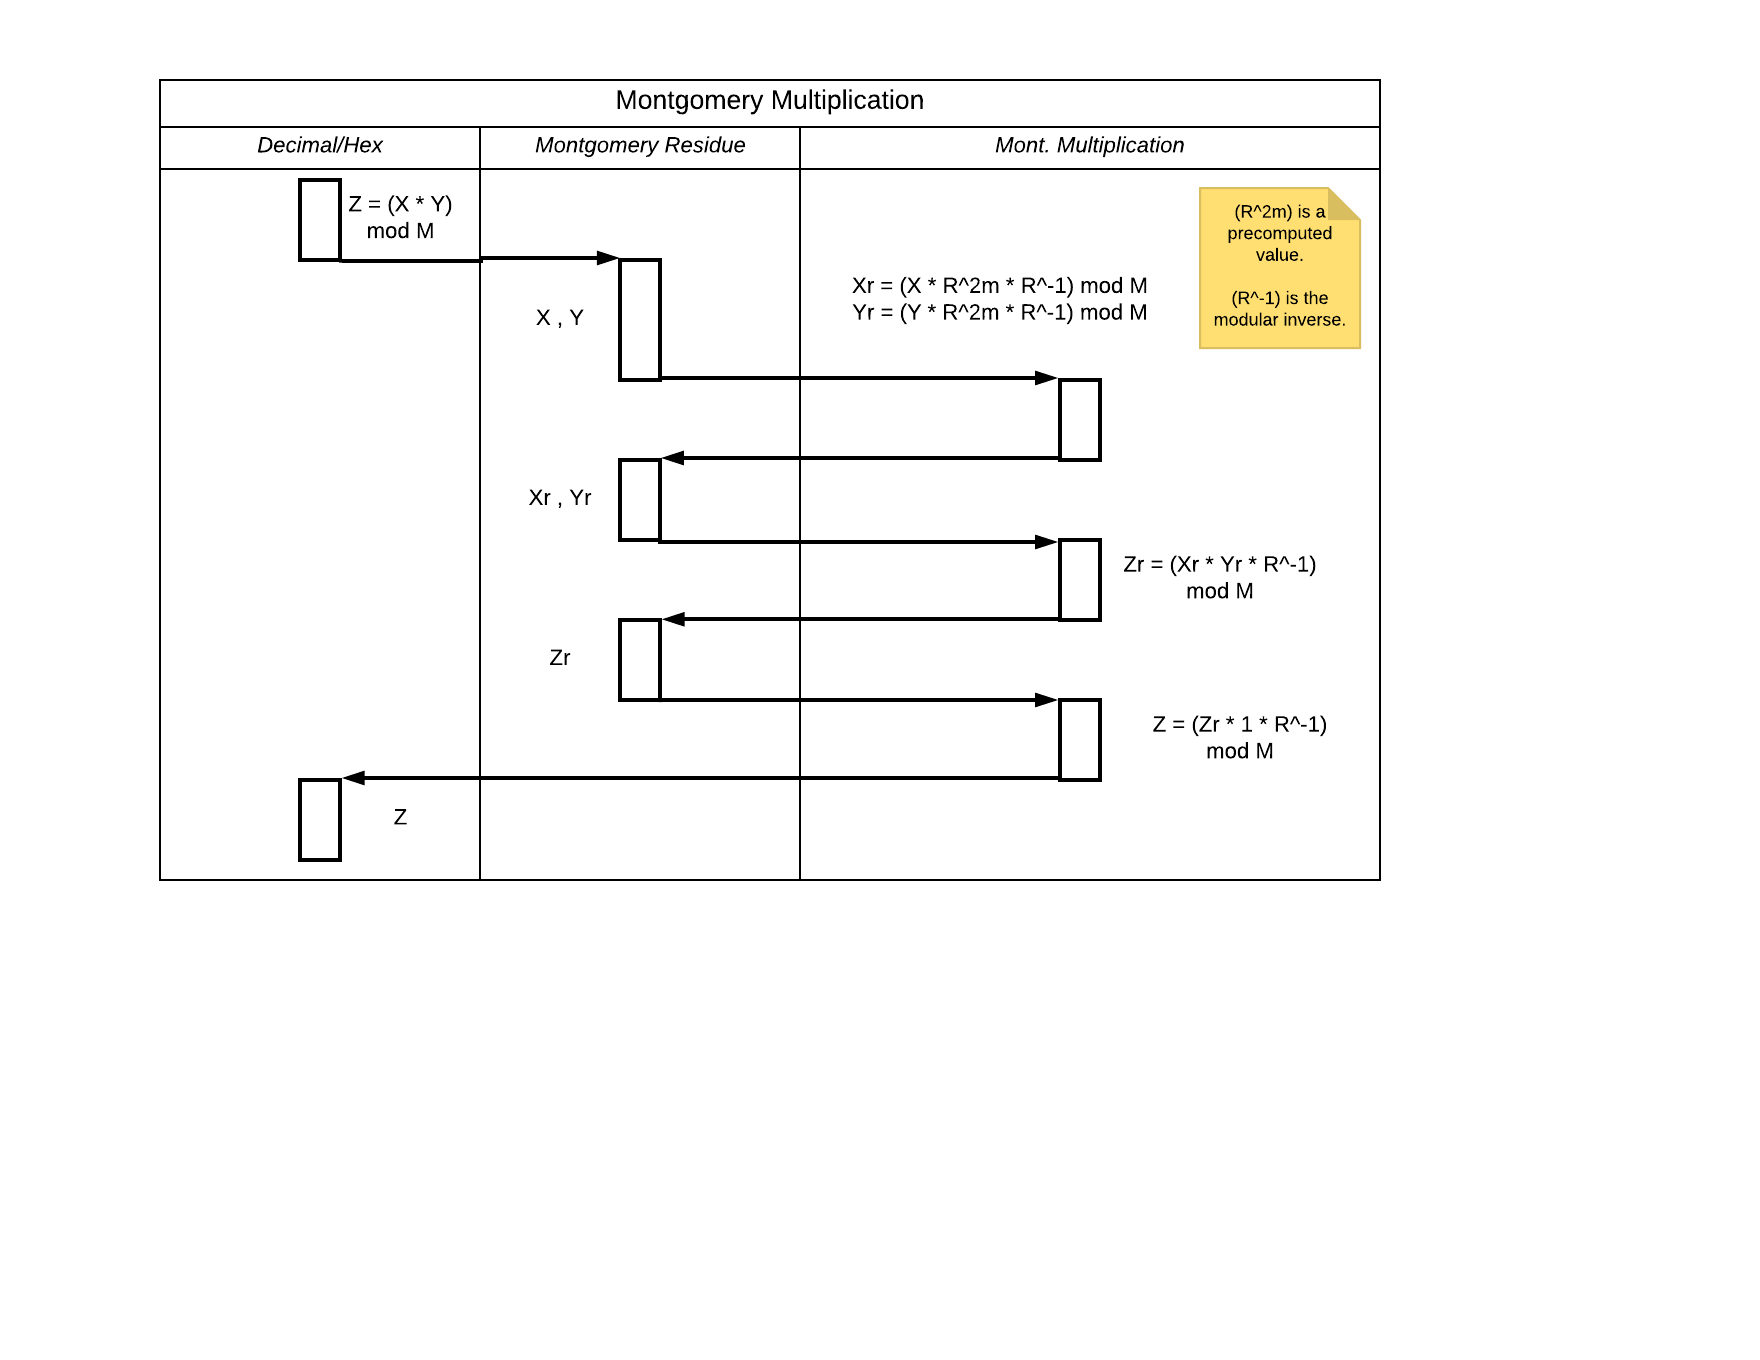 Montgomery Multiplication
Decimal/Hex
Montgomery Residue
Mont. Multiplication
Z = (X * Y)
mod M
(R^2m) is a
precomputed
value.
(R^-1) is the
modular inverse.
X , Y
Xr = (X * R^2m * R^-1) mod M
Yr = (Y * R^2m * R^-1) mod M
Xr , Yr
Zr = (Xr * Yr * R^-1)
mod M
Zr
Z = (Zr * 1 * R^-1)
mod M
Z